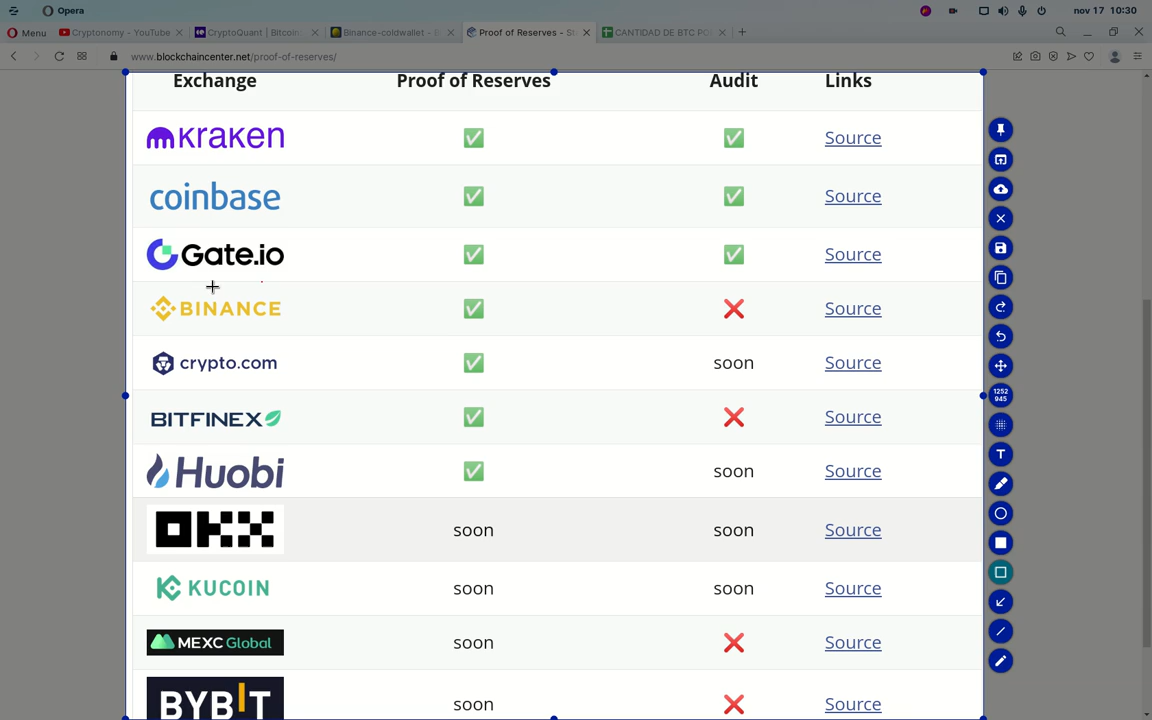 Opera
nov 17 10:30
Menu
Cryptonomy - YouTube
CryptoQuant | Bitcoin
Binance-coldwallet - B
Proof of Reserves - St
CANTIDAD DE BTC PO
www.blockchaincenter.net/proof-of-reserves/
Exchange Proof of Reserves Audit Links
kraken Source
coinbase Source
Gate.io Source
BINANCE Source
crypto.com soon Source
BITFINEX Source
Huobi soon Source
OKX soon soon Source
KUCOIN soon soon Source
MEXC Global soon Source
BYBIT soon Source
1252
945
T